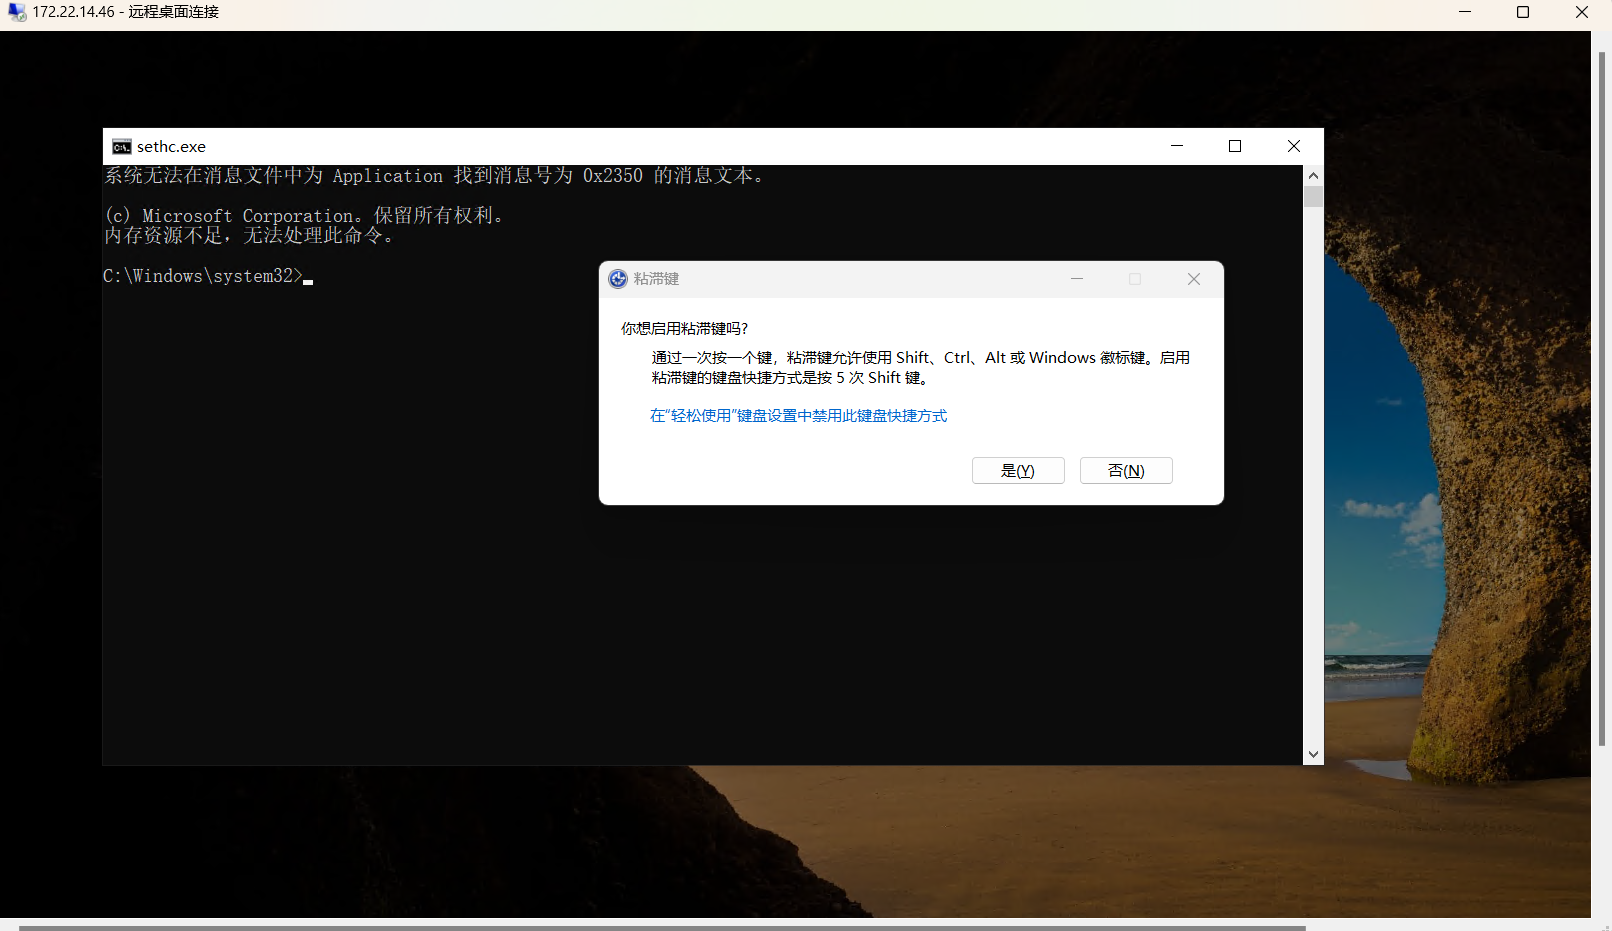 172.22.14.46 - 远程桌面连接
sethc.exe
系统无法在消息文件中为 Application 找到消息号为 0x2350 的消息文本。
(c) Microsoft Corporation。保留所有权利。
内存资源不足，无法处理此命令。
C:\Windows\system32>
粘滞键
你想启用粘滞键吗?
通过一次按一个键，粘滞键允许使用 Shift、Ctrl、Alt 或 Windows 徽标键。启用
粘滞键的键盘快捷方式是按 5 次 Shift 键。
在“轻松使用”键盘设置中禁用此键盘快捷方式
是(Y)
否(N)